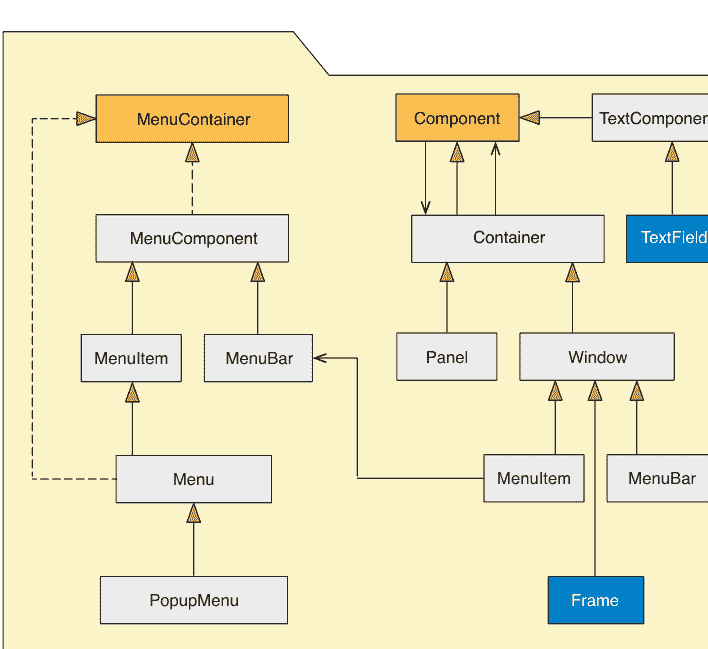 MenuContainer
Component
TextComponen
MenuComponent
Container
TextField
MenuItem
MenuBar
Panel
Window
Menu
MenuItem
MenuBar
PopupMenu
Frame